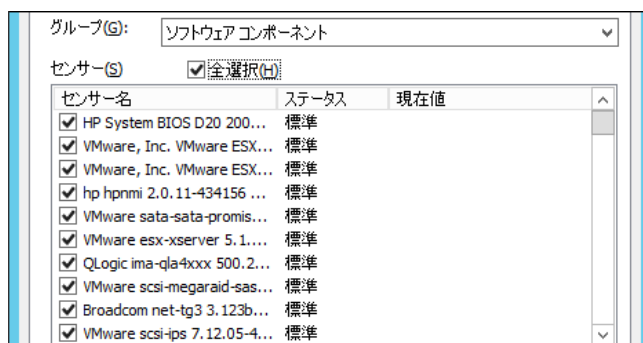 グループ(G): ソフトウェアコンポーネント
センサー(S) 全選択(H)
センサー名 ステータス 現在値
HP System BIOS D20 200... 標準
VMware, Inc. VMware ESX... 標準
VMware, Inc. VMware ESX... 標準
hp hpnmi 2.0.11-434156 ... 標準
VMware sata-sata-promis... 標準
VMware esx-xserver 5.1.... 標準
QLogic ima-qla4xxx 500.2... 標準
VMware scsi-megaraid-sas... 標準
Broadcom net-tg3 3.123b... 標準
VMware scsi-ips 7.12.05-4... 標準